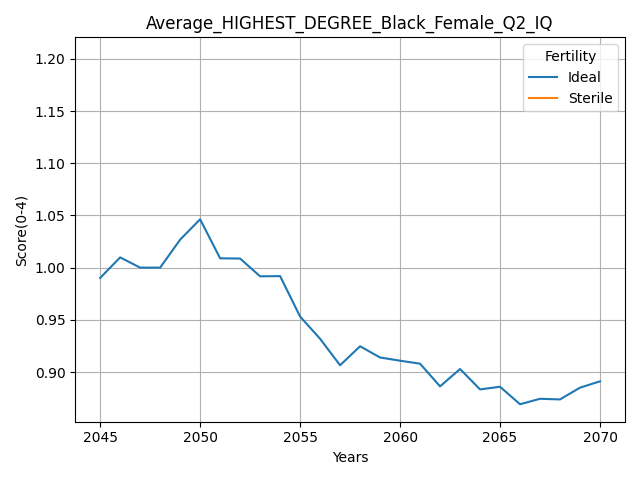 Average_HIGHEST_DEGREE_Black_Female_Q2_IQ
Fertility
Ideal
Sterile
Score(0-4)
1.20
1.15
1.10
1.05
1.00
0.95
0.90
2045 2050 2055 2060 2065 2070
Years